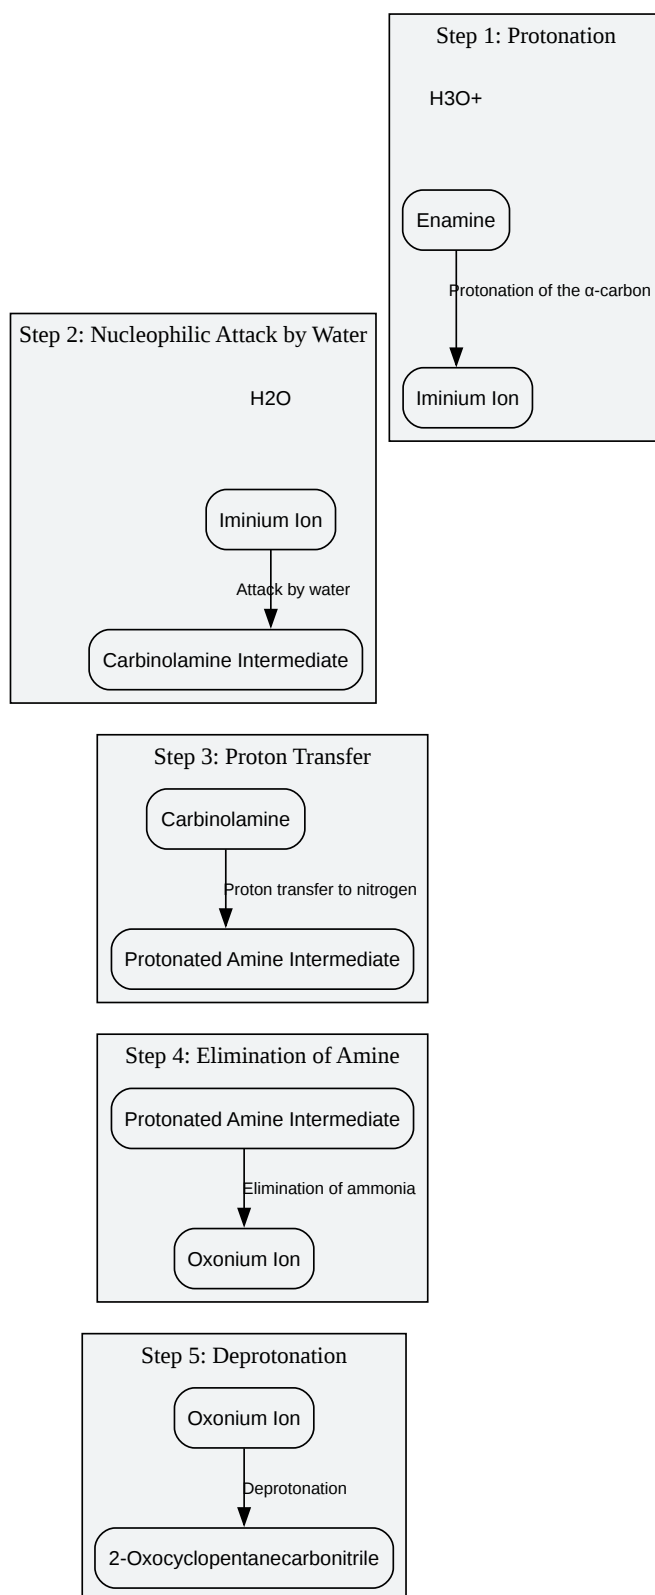 Step 1: Protonation
H3O+
Enamine
Protonation of the α-carbon
Iminium Ion
Step 2: Nucleophilic Attack by Water
H2O
Iminium Ion
Attack by water
Carbinolamine Intermediate
Step 3: Proton Transfer
Carbinolamine
Proton transfer to nitrogen
Protonated Amine Intermediate
Step 4: Elimination of Amine
Protonated Amine Intermediate
Elimination of ammonia
Oxonium Ion
Step 5: Deprotonation
Oxonium Ion
Deprotonation
2-Oxocyclopentanecarbonitrile